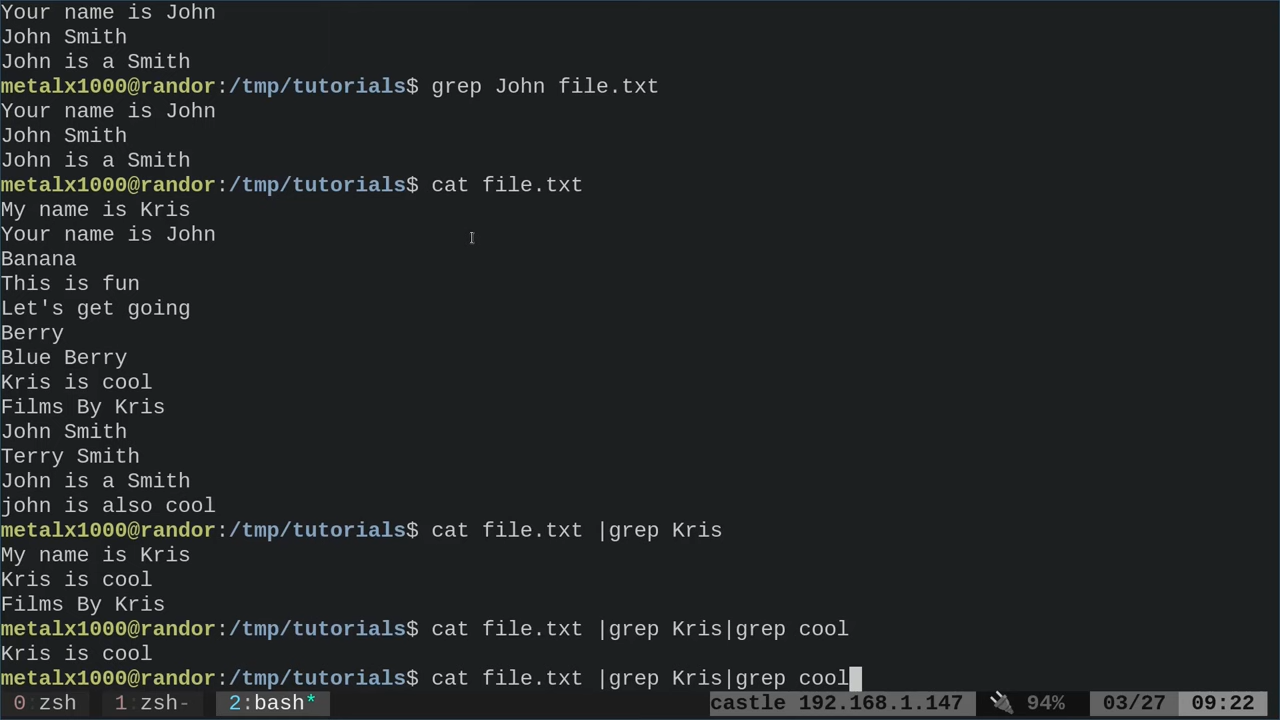 Your name is John
John Smith
John is a Smith
metalx1000@randor:/tmp/tutorials$ grep John file.txt
Your name is John
John Smith
John is a Smith
metalx1000@randor:/tmp/tutorials$ cat file.txt
My name is Kris
Your name is John
Banana
This is fun
Let's get going
Berry
Blue Berry
Kris is cool
Films By Kris
John Smith
Terry Smith
John is a Smith
john is also cool
metalx1000@randor:/tmp/tutorials$ cat file.txt |grep Kris
My name is Kris
Kris is cool
Films By Kris
metalx1000@randor:/tmp/tutorials$ cat file.txt |grep Kris|grep cool
Kris is cool
metalx1000@randor:/tmp/tutorials$ cat file.txt |grep Kris|grep cool
0 zsh 1:zsh- 2:bash* castle 192.168.1.147 94% 03/27 09:22